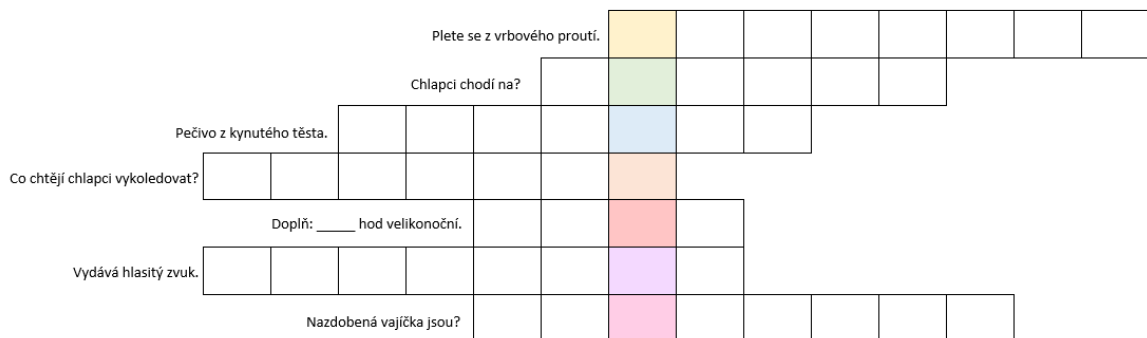 Plete se z vrbového proutí.
Chlapci chodí na?
Pečivo z kynutého těsta.
Co chtějí chlapci vykoledovat?
Doplň: _____ hod velikonoční.
Vydává hlasitý zvuk.
Nazdobená vajíčka jsou?